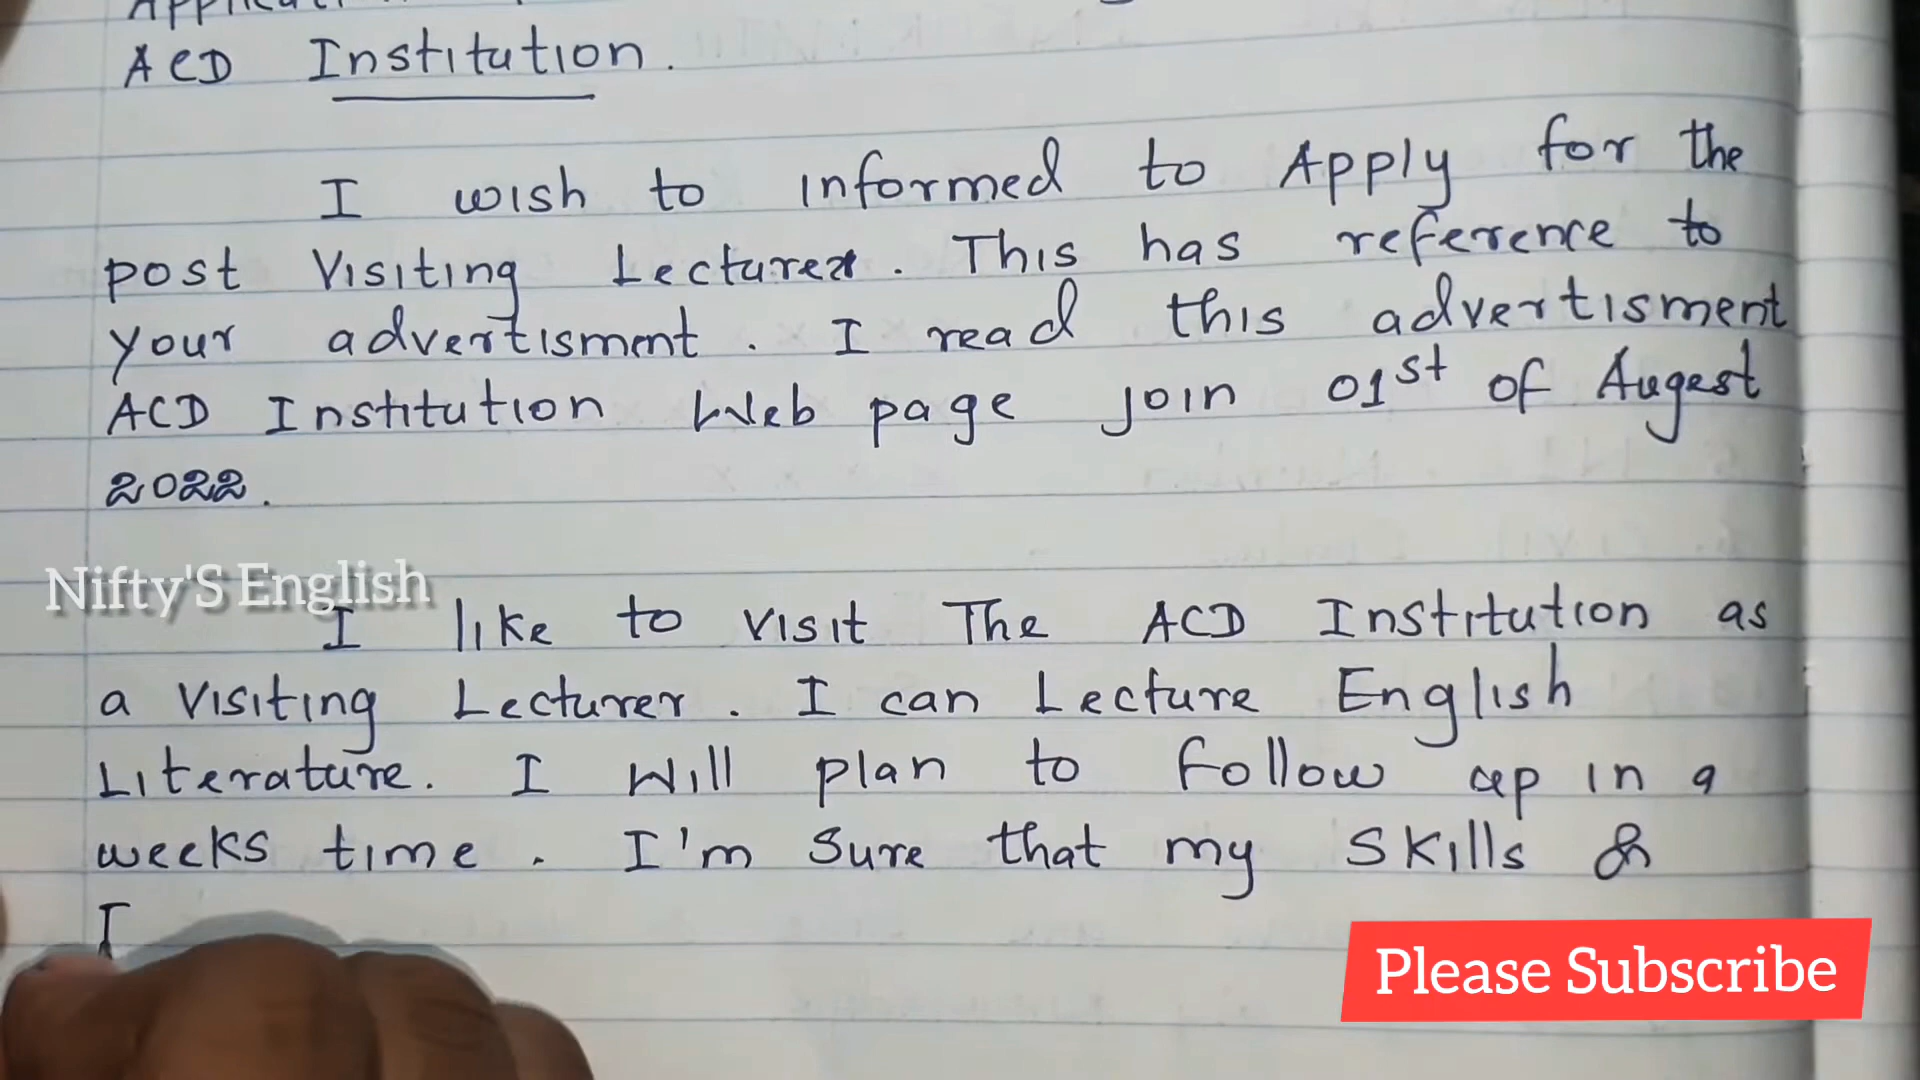 ACD Institution.
I wish to informed to Apply for the
post Visiting Lecturer. This has reference to
your advertisment. I read this advertisment
ACD Institution Web page join 01st of Augest
2022.
Nifty'S English
I like to visit The ACD Institution as
a Visiting Lecturer. I can Lecture English
Literature. I Will plan to follow up in a
weeks time. I'm Sure that my Skills &
Please Subscribe